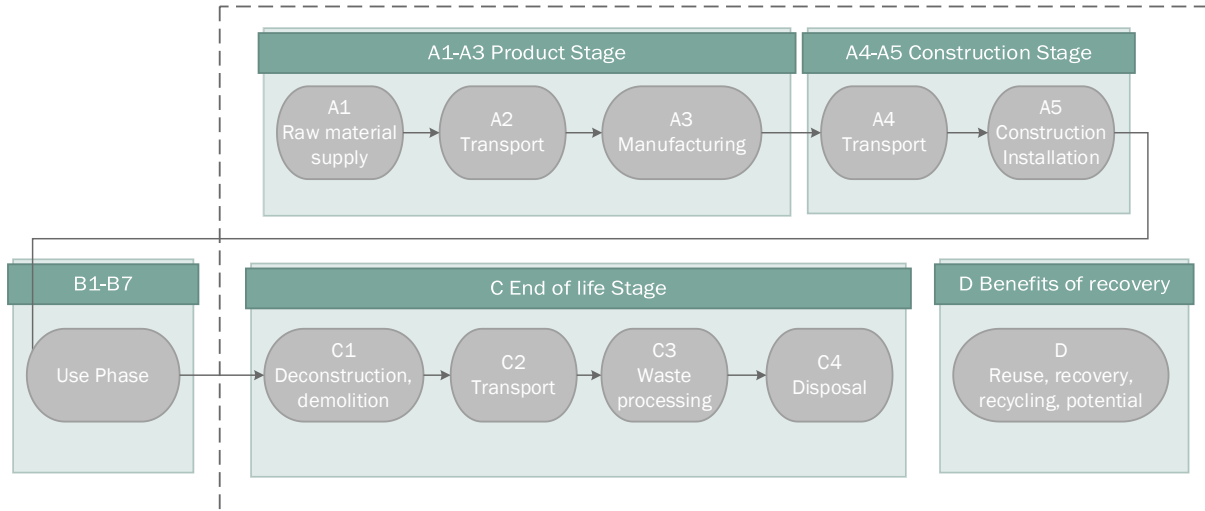 A1-A3 Product Stage
A4-A5 Construction Stage
A1
Raw material
supply
A2
Transport
A3
Manufacturing
A4
Transport
A5
Construction
Installation
B1-B7
C End of life Stage
D Benefits of recovery
Use Phase
C1
Deconstruction,
demolition
C2
Transport
C3
Waste
processing
C4
Disposal
D
Reuse, recovery,
recycling, potential